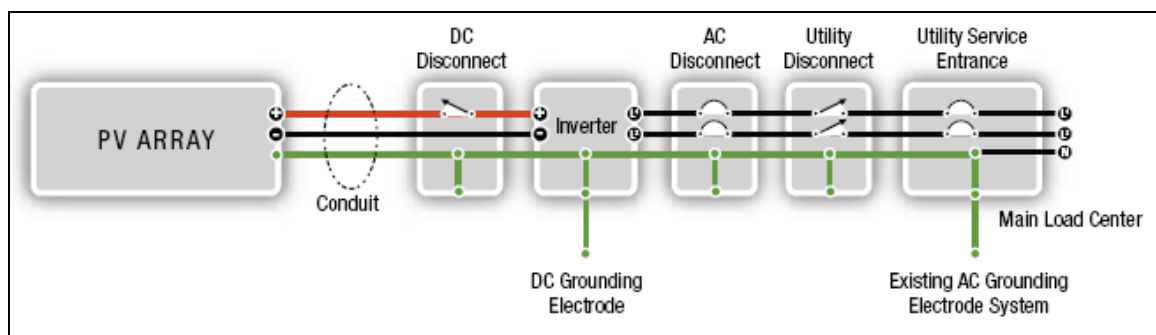 DC
Disconnect
AC
Disconnect
Utility
Disconnect
Utility Service
Entrance
PV ARRAY
+
−
Conduit
+
−
Inverter
L
L
L
L
N
Main Load Center
DC Grounding
Electrode
Existing AC Grounding
Electrode System